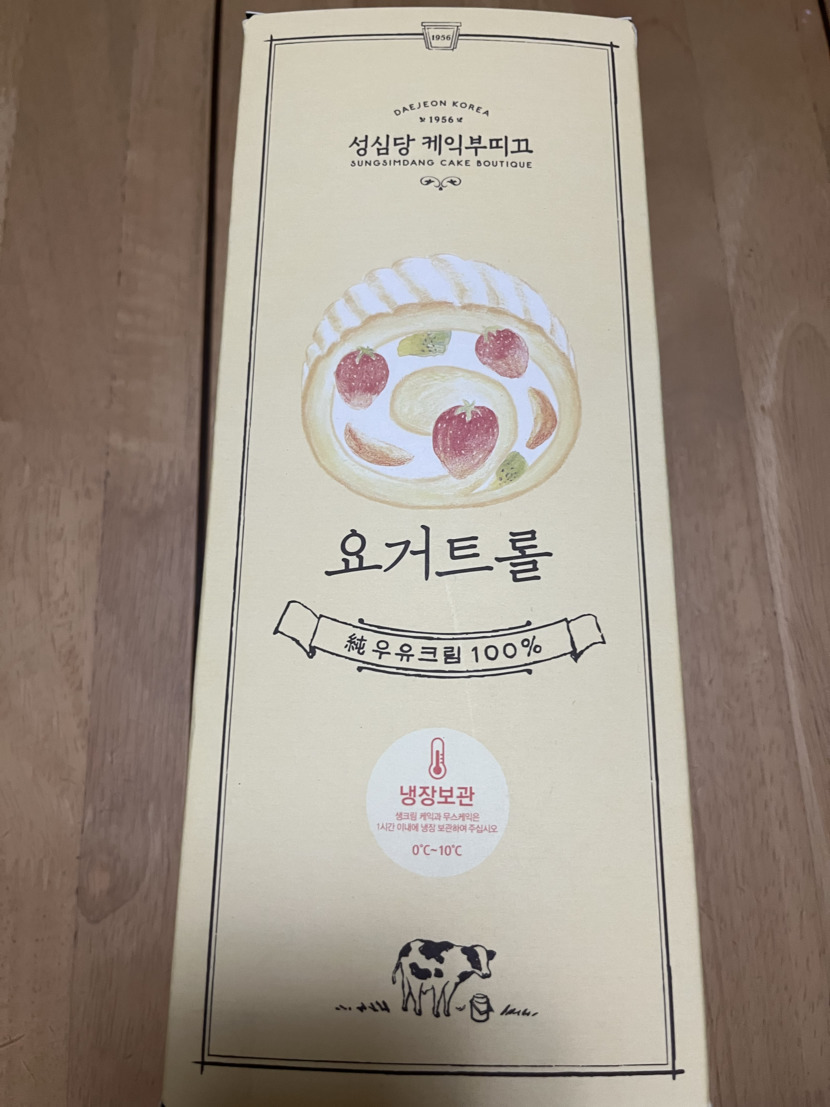 1956
DAEJEON KOREA
1956
성심당 케익부띠끄
SUNGSIMDANG CAKE BOUTIQUE
요거트롤
純우유크림 100%
냉장보관
생크림 케익과 무스케익은
1시간 이내에 냉장 보관하여 주십시오
0°C~10°C